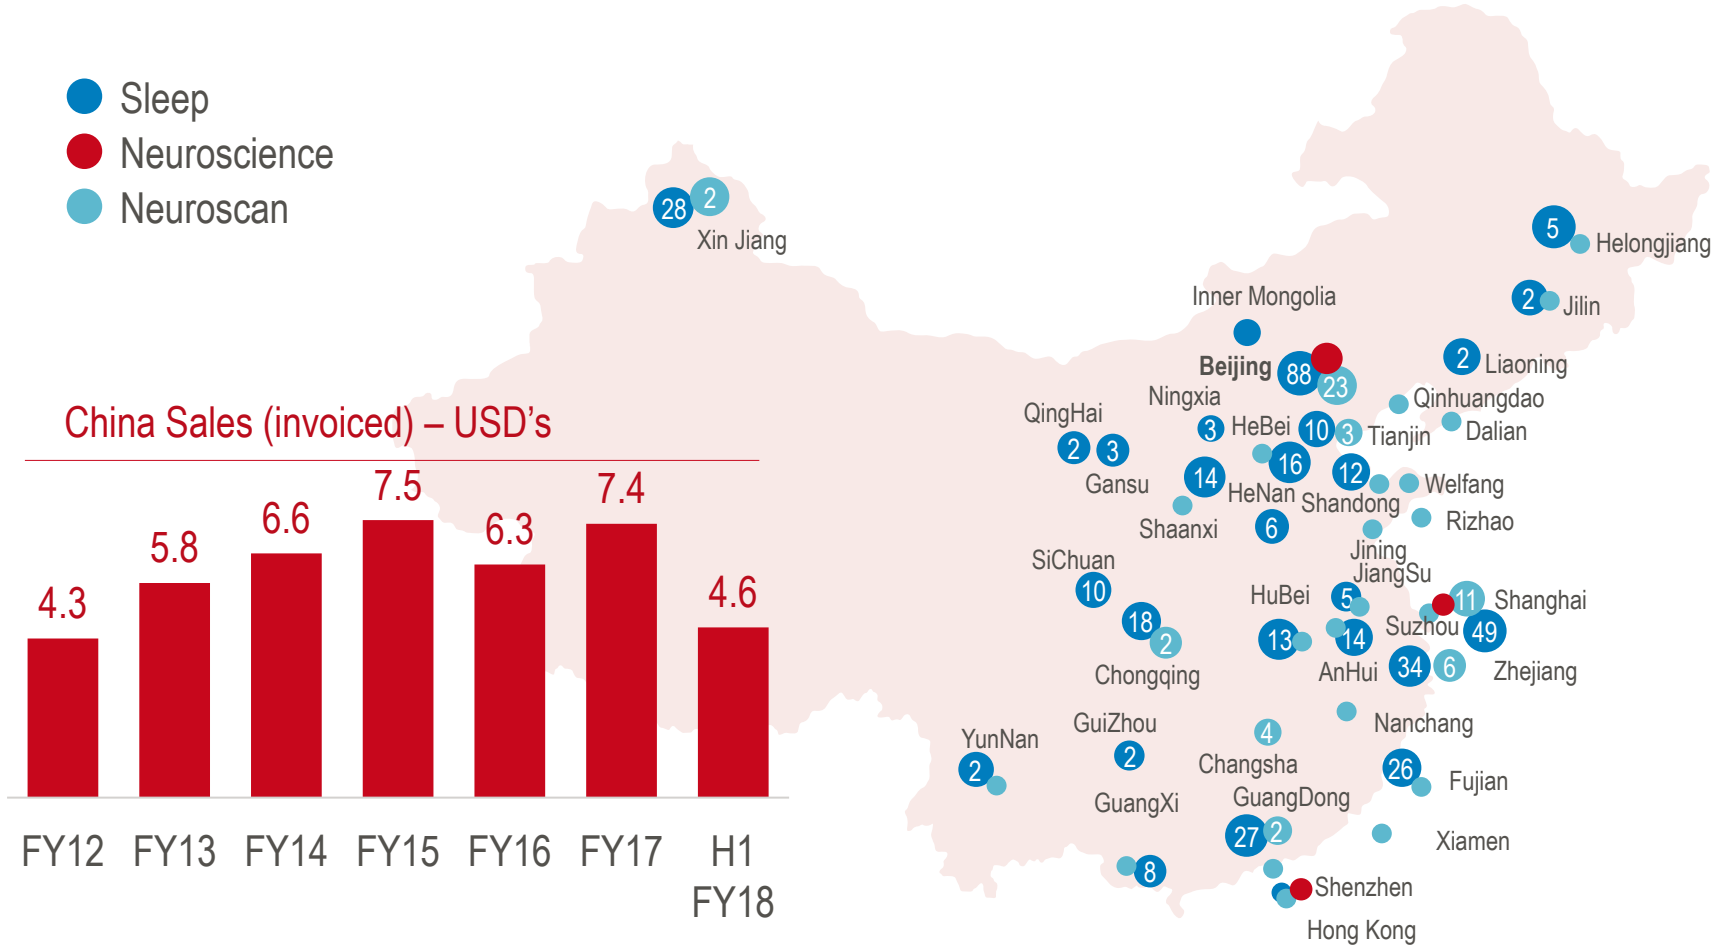 Sleep
Neuroscience
Neuroscan
China Sales (invoiced) – USD's
4.3
5.8
6.6
7.5
6.3
7.4
4.6
FY12
FY13
FY14
FY15
FY16
FY17
H1
FY18
28
2
Xin Jiang
5
Helongjiang
2
Jilin
Inner Mongolia
2
Liaoning
Beijing
88
23
Qinhuangdao
Dalian
Ningxia
3
QingHai
2
3
Gansu
HeBei
10
3
Tianjin
16
14
HeNan
12
Shandong
Welfang
Shaanxi
6
Rizhao
Jining
SiChuan
10
JiangSu
5
HuBei
13
11
Shanghai
Suzhou
49
18
2
Chongqing
14
AnHui
34
6
Zhejiang
Nanchang
GuiZhou
2
4
Changsha
YunNan
2
26
Fujian
GuangXi
GuangDong
27
2
Xiamen
8
Shenzhen
Hong Kong